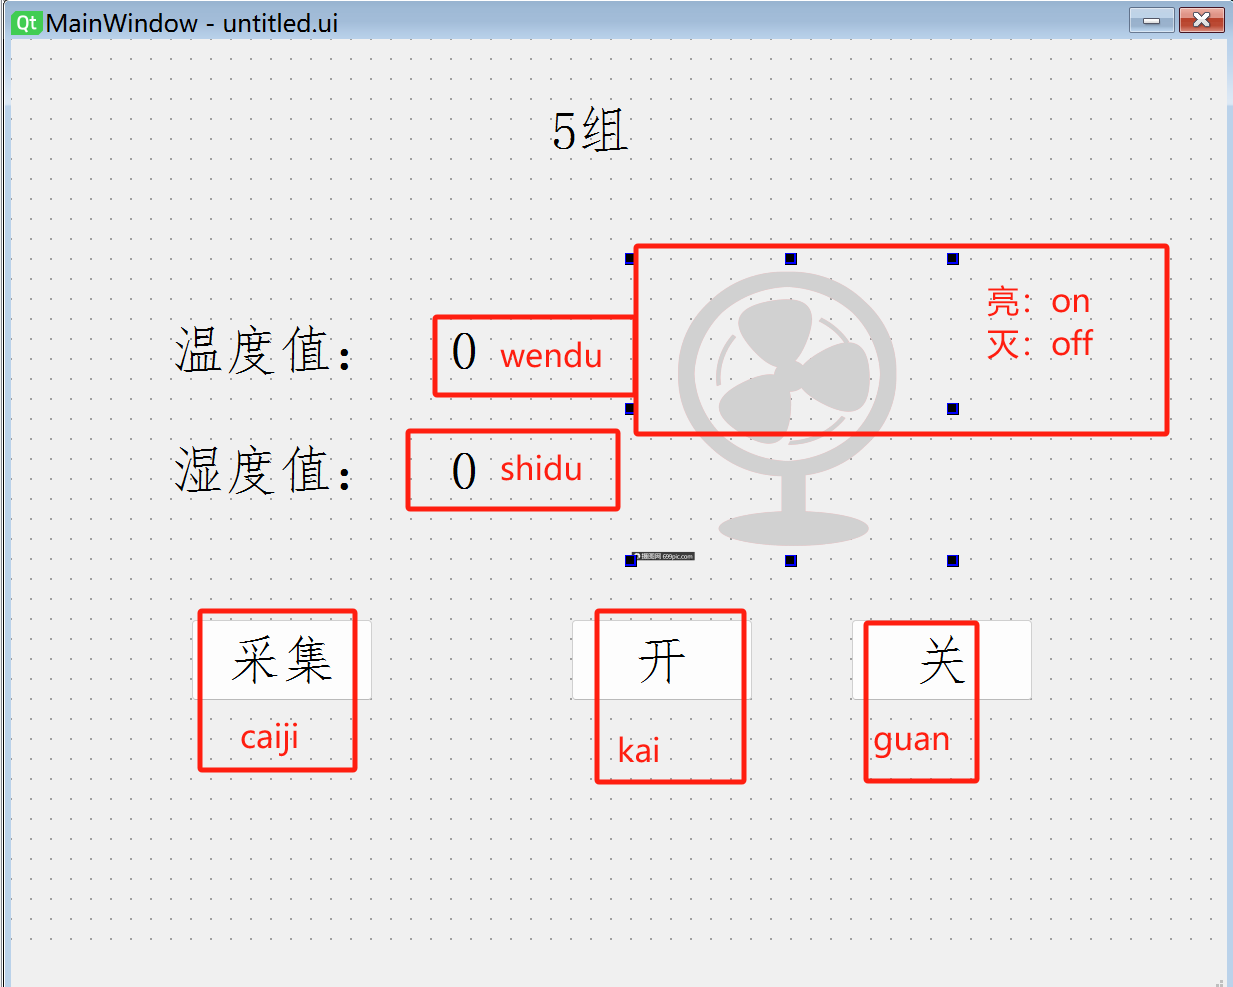 Qt MainWindow - untitled.ui
5组
亮：on
灭：off
温度值：
0
wendu
湿度值：
0
shidu
摄图网 699pic.com
采集
开
关
caiji
kai
guan